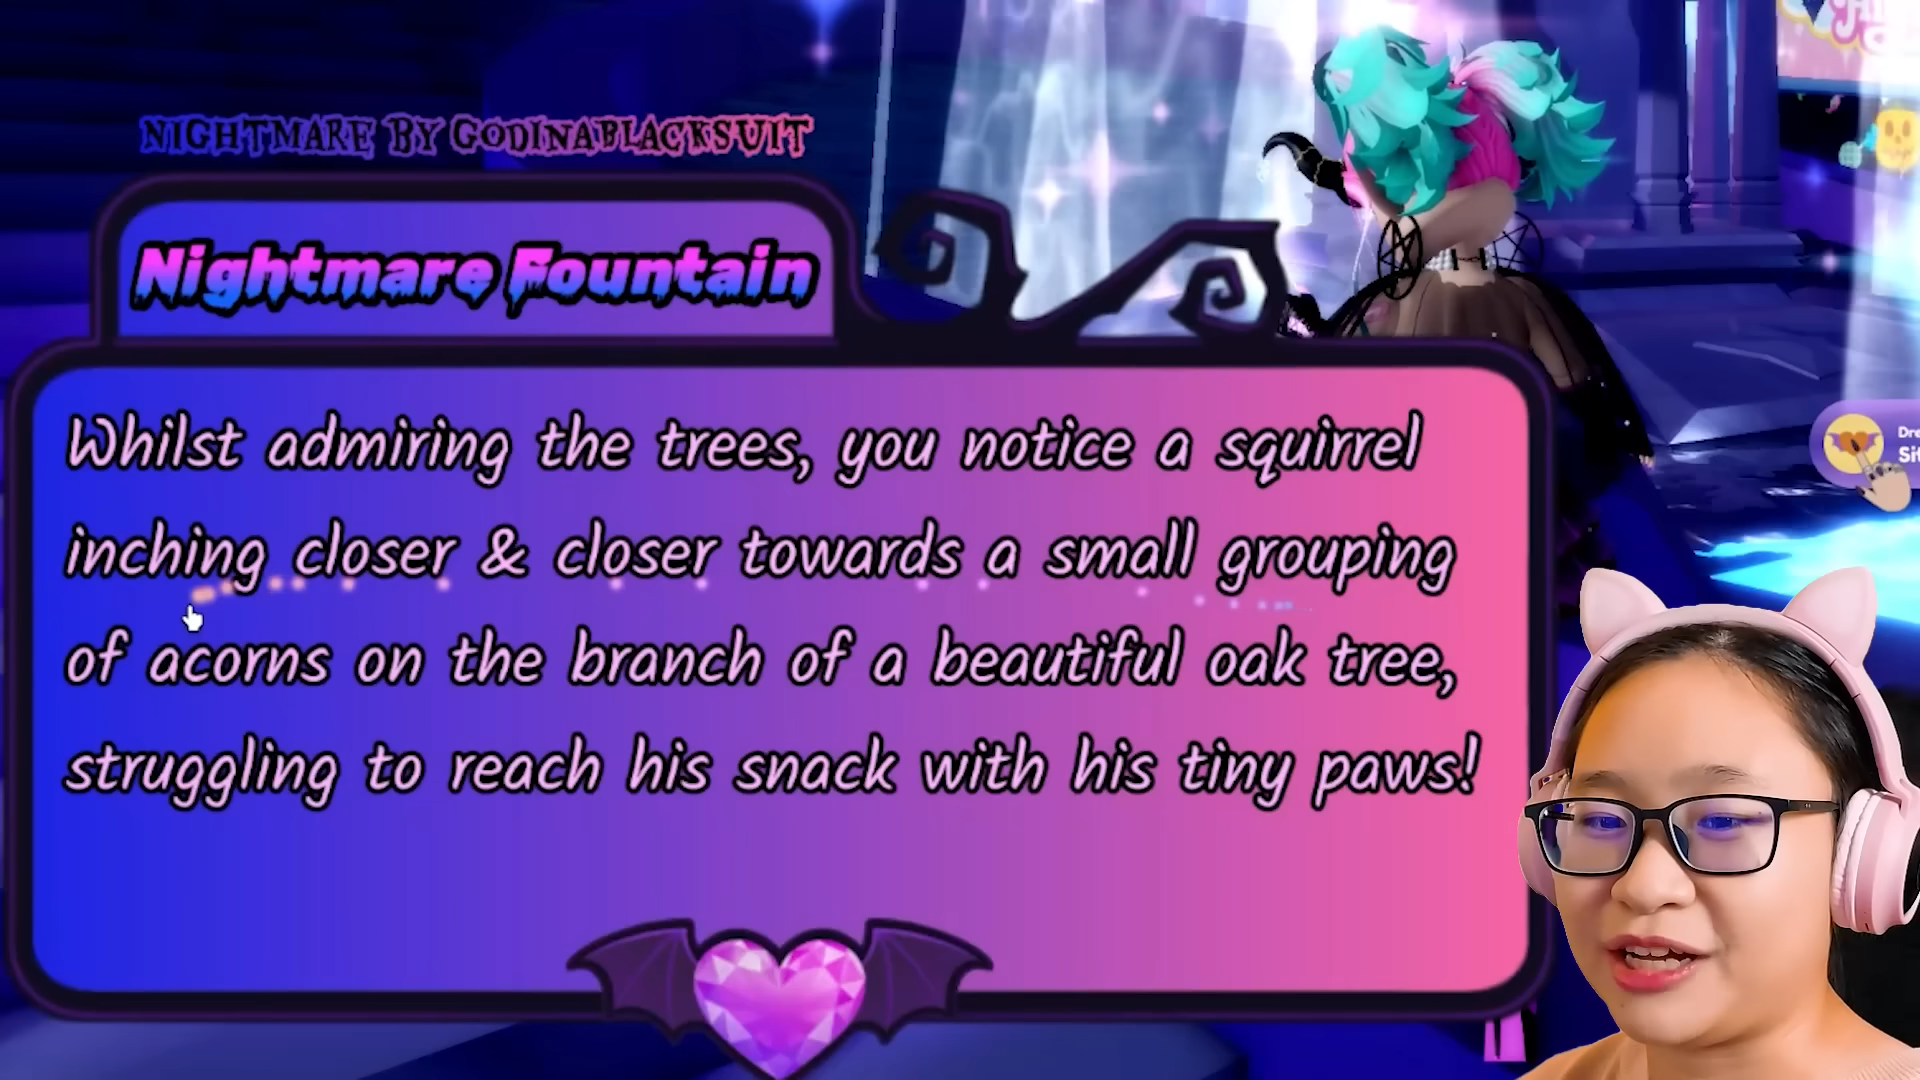 NIGHTMARE BY GODINABLACKSUIT
Nightmare Fountain
Whilst admiring the trees, you notice a squirrel
inching closer & closer towards a small grouping
of acorns on the branch of a beautiful oak tree,
struggling to reach his snack with his tiny paws!